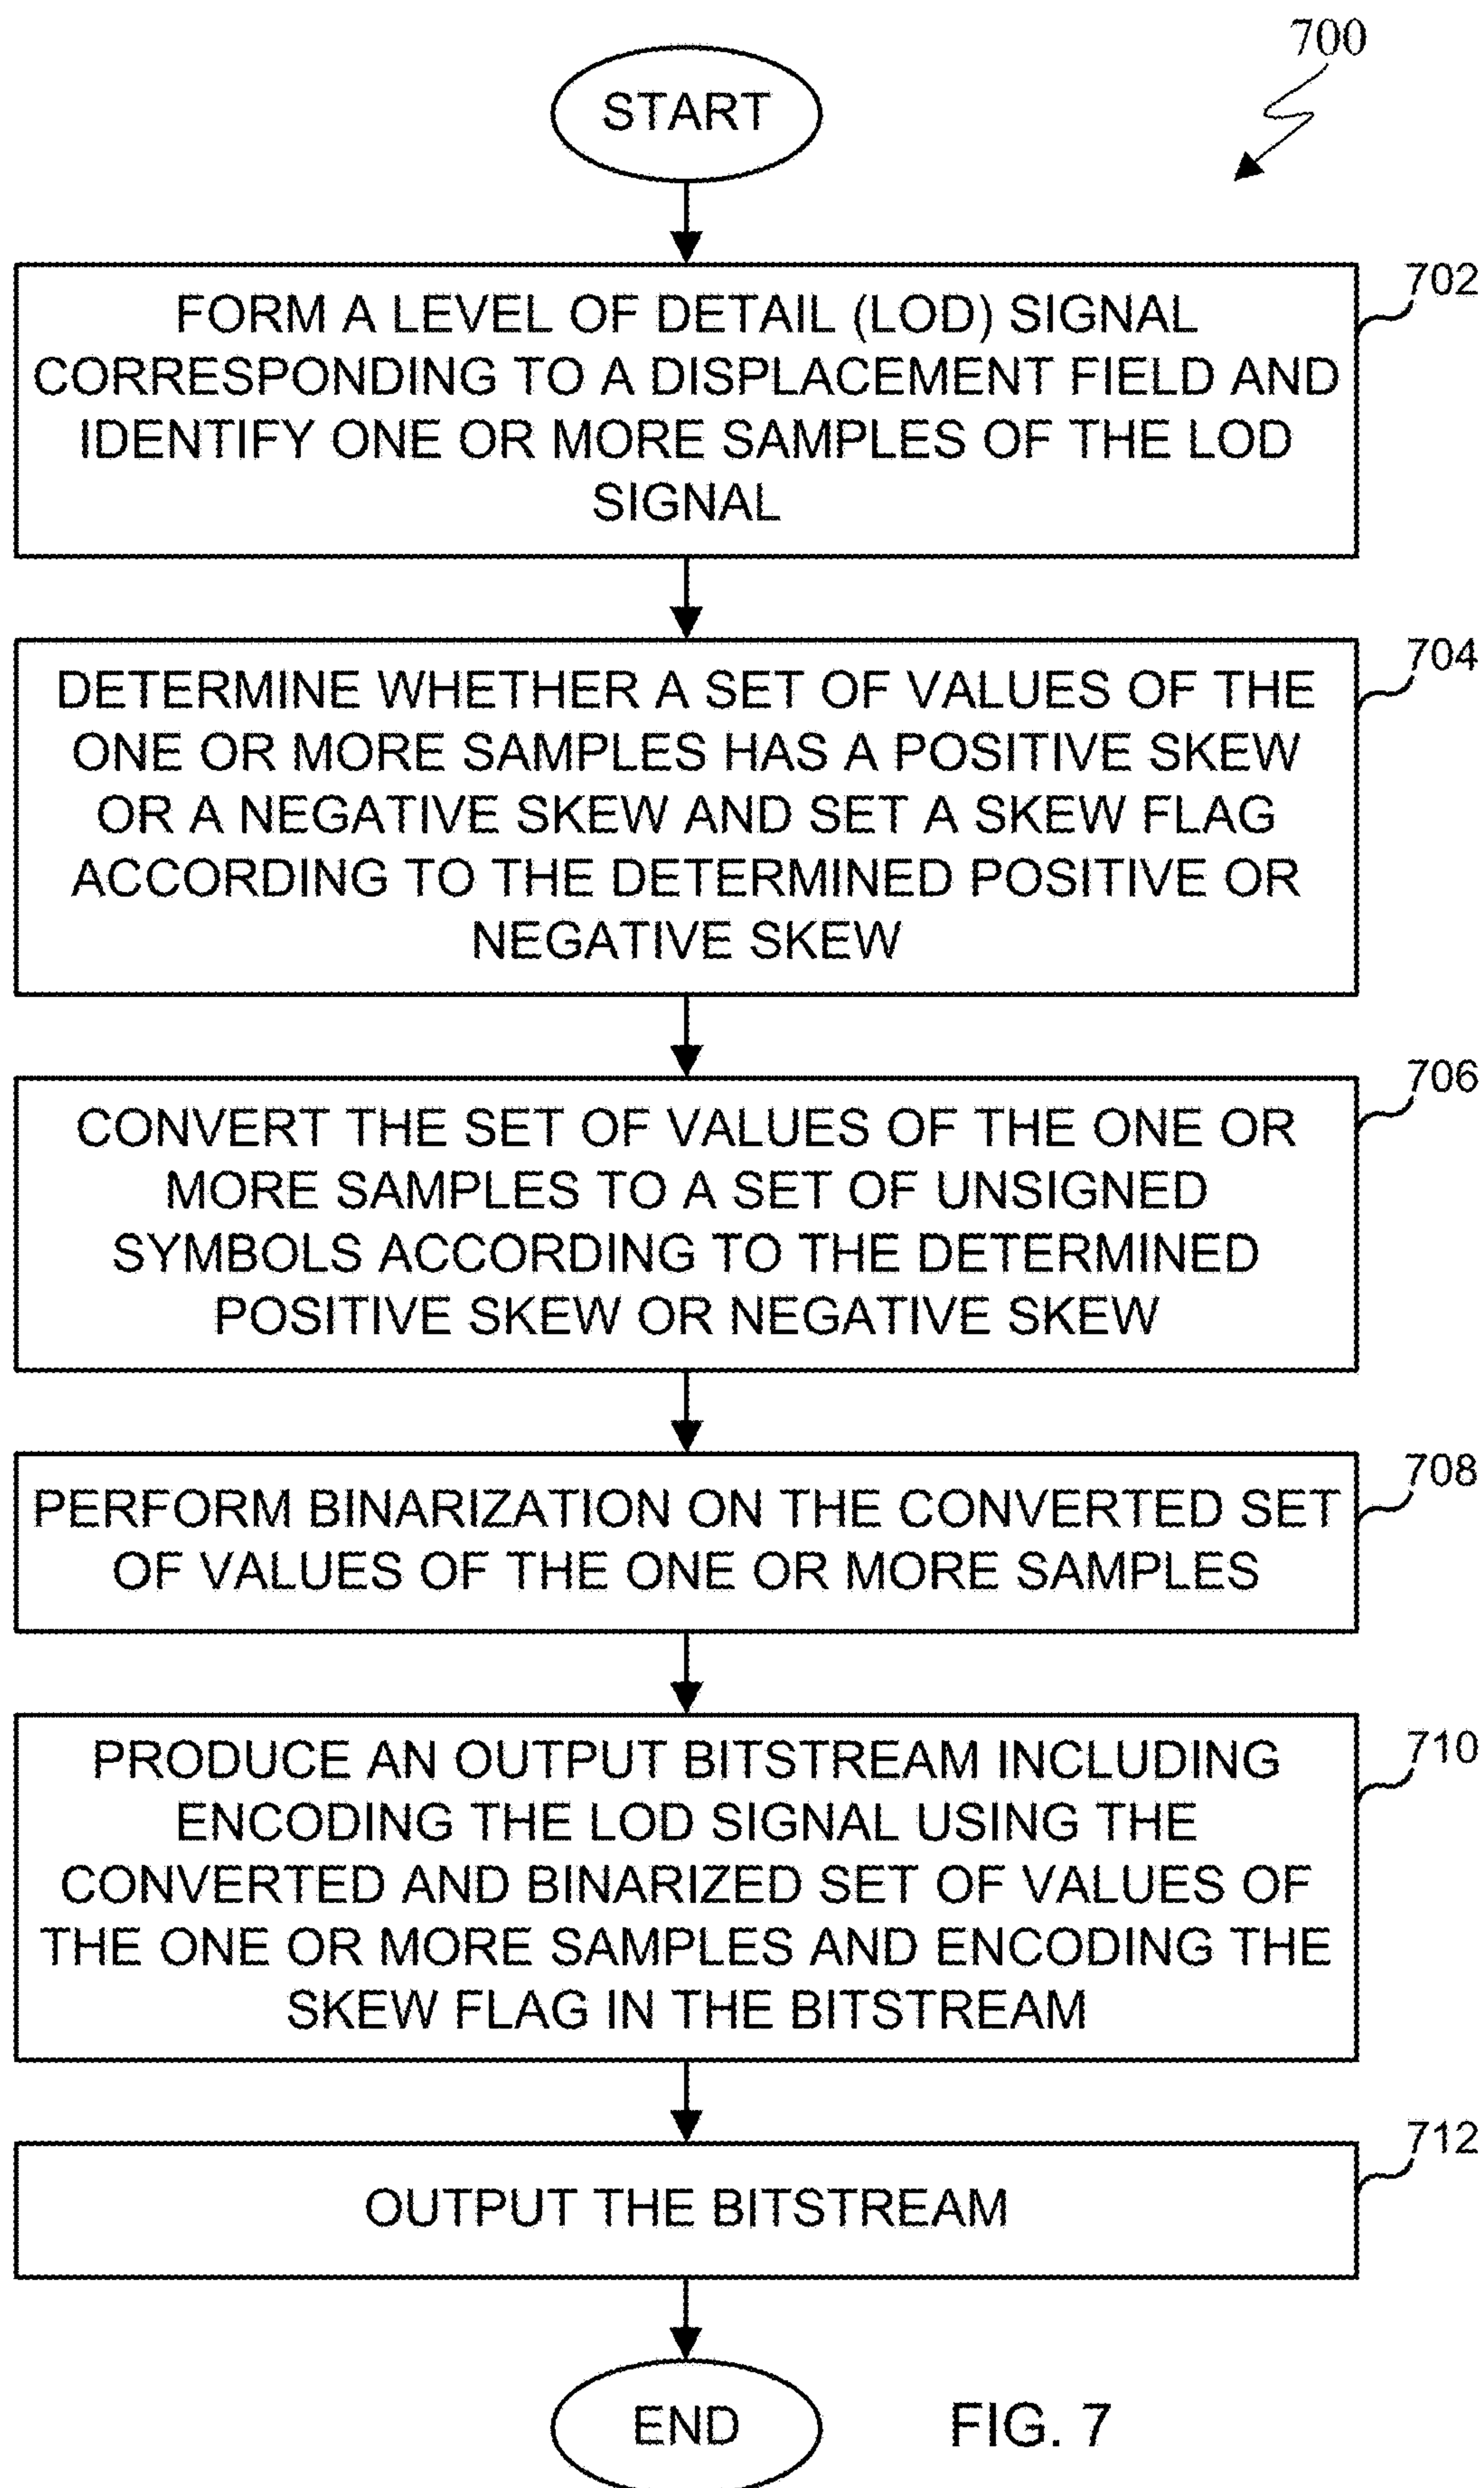 700
START
702
FORM A LEVEL OF DETAIL (LOD) SIGNAL
CORRESPONDING TO A DISPLACEMENT FIELD AND
IDENTIFY ONE OR MORE SAMPLES OF THE LOD
SIGNAL
704
DETERMINE WHETHER A SET OF VALUES OF THE
ONE OR MORE SAMPLES HAS A POSITIVE SKEW
OR A NEGATIVE SKEW AND SET A SKEW FLAG
ACCORDING TO THE DETERMINED POSITIVE OR
NEGATIVE SKEW
706
CONVERT THE SET OF VALUES OF THE ONE OR
MORE SAMPLES TO A SET OF UNSIGNED
SYMBOLS ACCORDING TO THE DETERMINED
POSITIVE SKEW OR NEGATIVE SKEW
708
PERFORM BINARIZATION ON THE CONVERTED SET
OF VALUES OF THE ONE OR MORE SAMPLES
710
PRODUCE AN OUTPUT BITSTREAM INCLUDING
ENCODING THE LOD SIGNAL USING THE
CONVERTED AND BINARIZED SET OF VALUES OF
THE ONE OR MORE SAMPLES AND ENCODING THE
SKEW FLAG IN THE BITSTREAM
712
OUTPUT THE BITSTREAM
END
FIG. 7